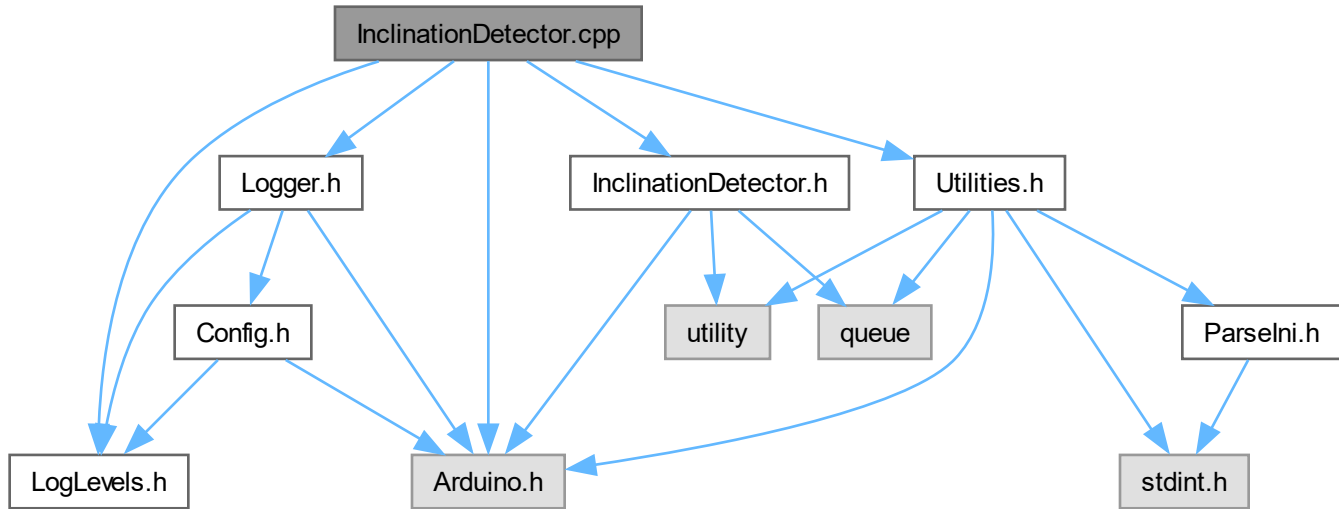 InclinationDetector.cpp
Logger.h
InclinationDetector.h
Utilities.h
Config.h
utility
queue
ParseIni.h
LogLevels.h
Arduino.h
stdint.h